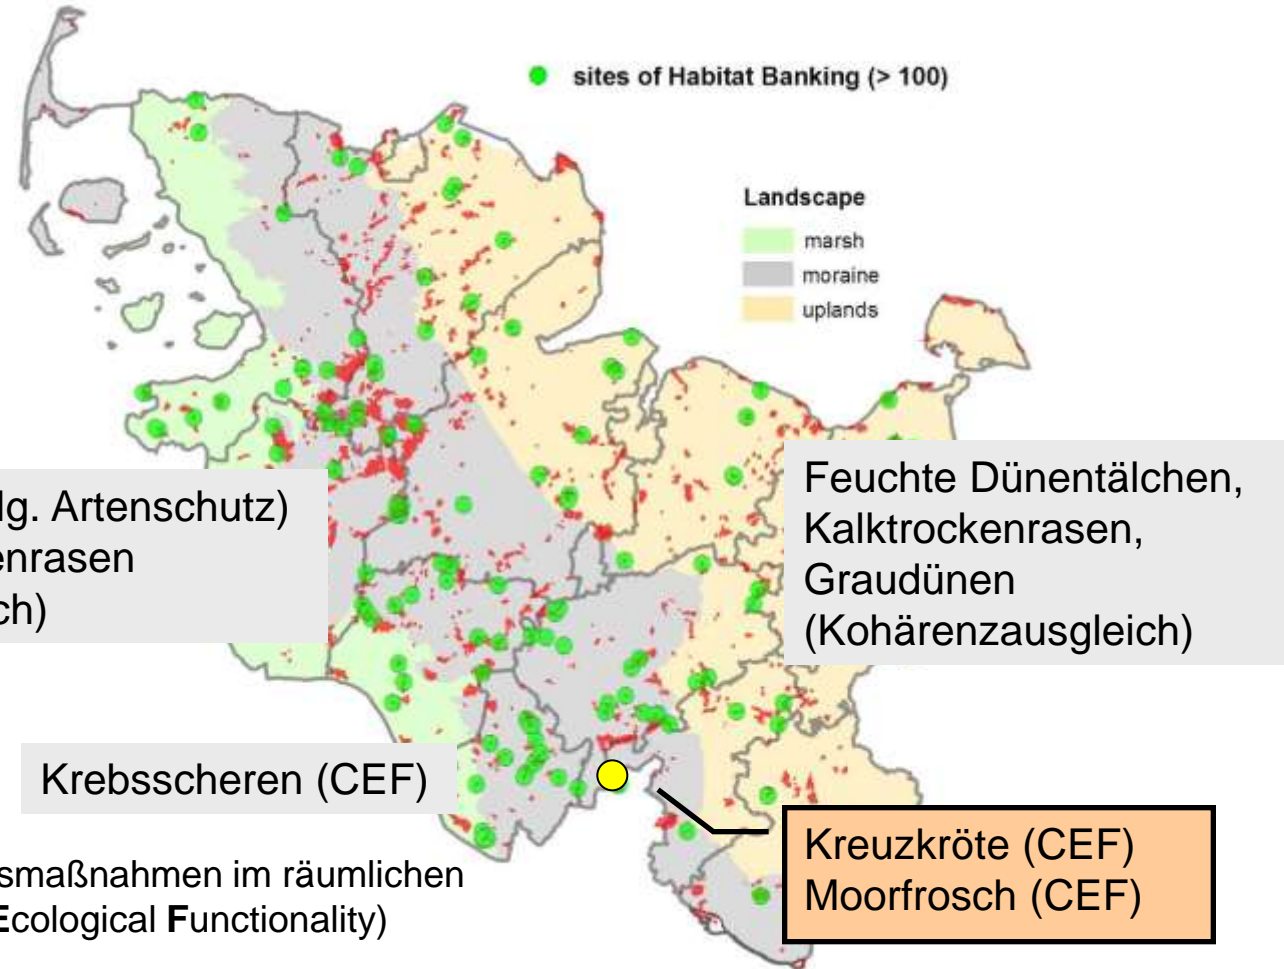 sites of Habitat Banking (> 100)
Landscape
marsh
moraine
uplands
lg. Artenschutz)
enrasen
ch)
Feuchte Dünentälchen,
Kalktrockenrasen,
Graudünen
(Kohärenzausgleich)
Krebsscheren (CEF)
Kreuzkröte (CEF)
Moorfrosch (CEF)
smaßnahmen im räumlichen
Ecological Functionality)